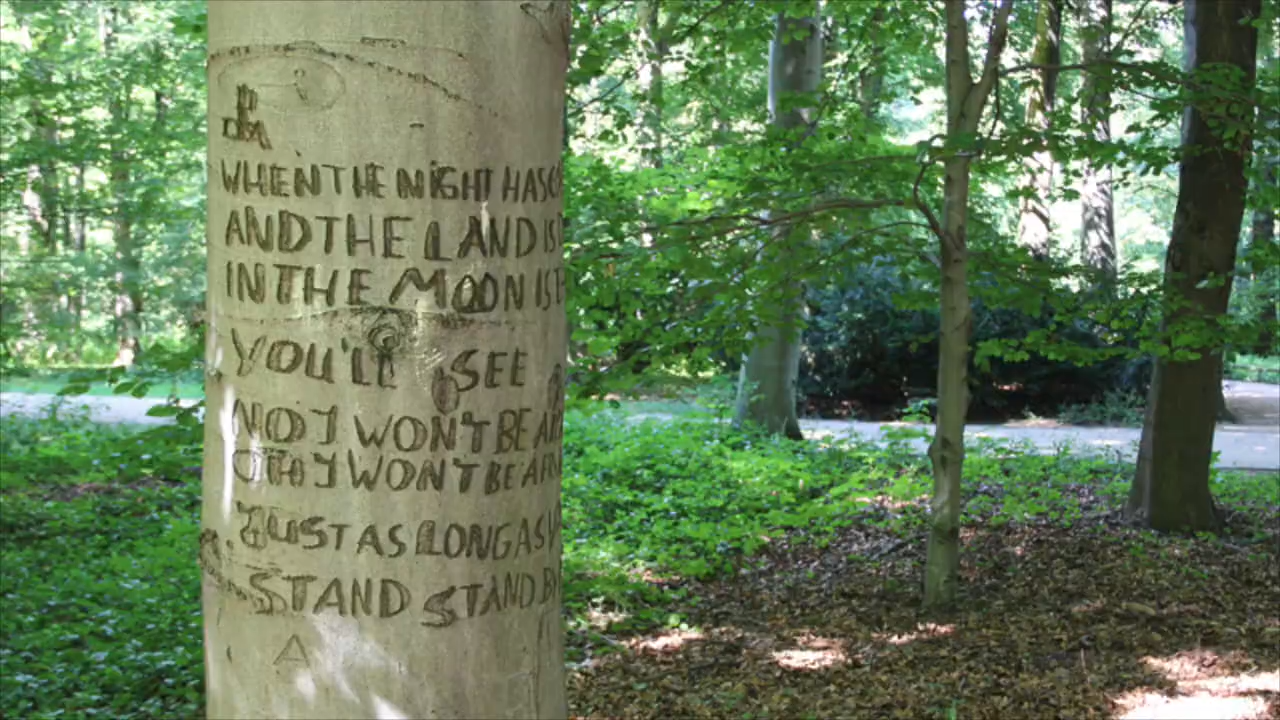 WHEN THE NIGHT HAS
AND THE LAND IS
IN THE MOON IS
YOU'LL SEE
NO I WON'T BE
OH I WON'T BE
JUST AS LONG AS
STAND STAND BY